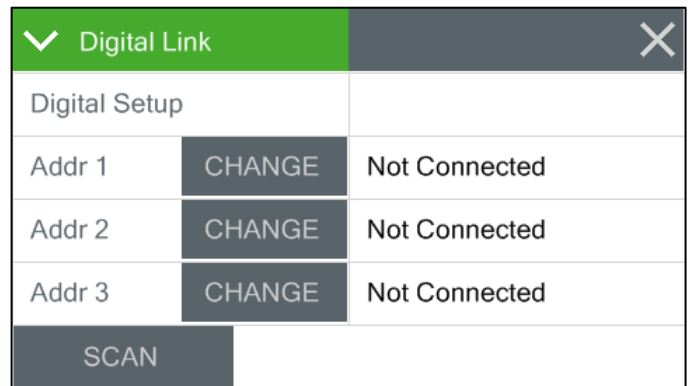 Digital Link
Digital Setup
Addr 1 CHANGE Not Connected
Addr 2 CHANGE Not Connected
Addr 3 CHANGE Not Connected
SCAN